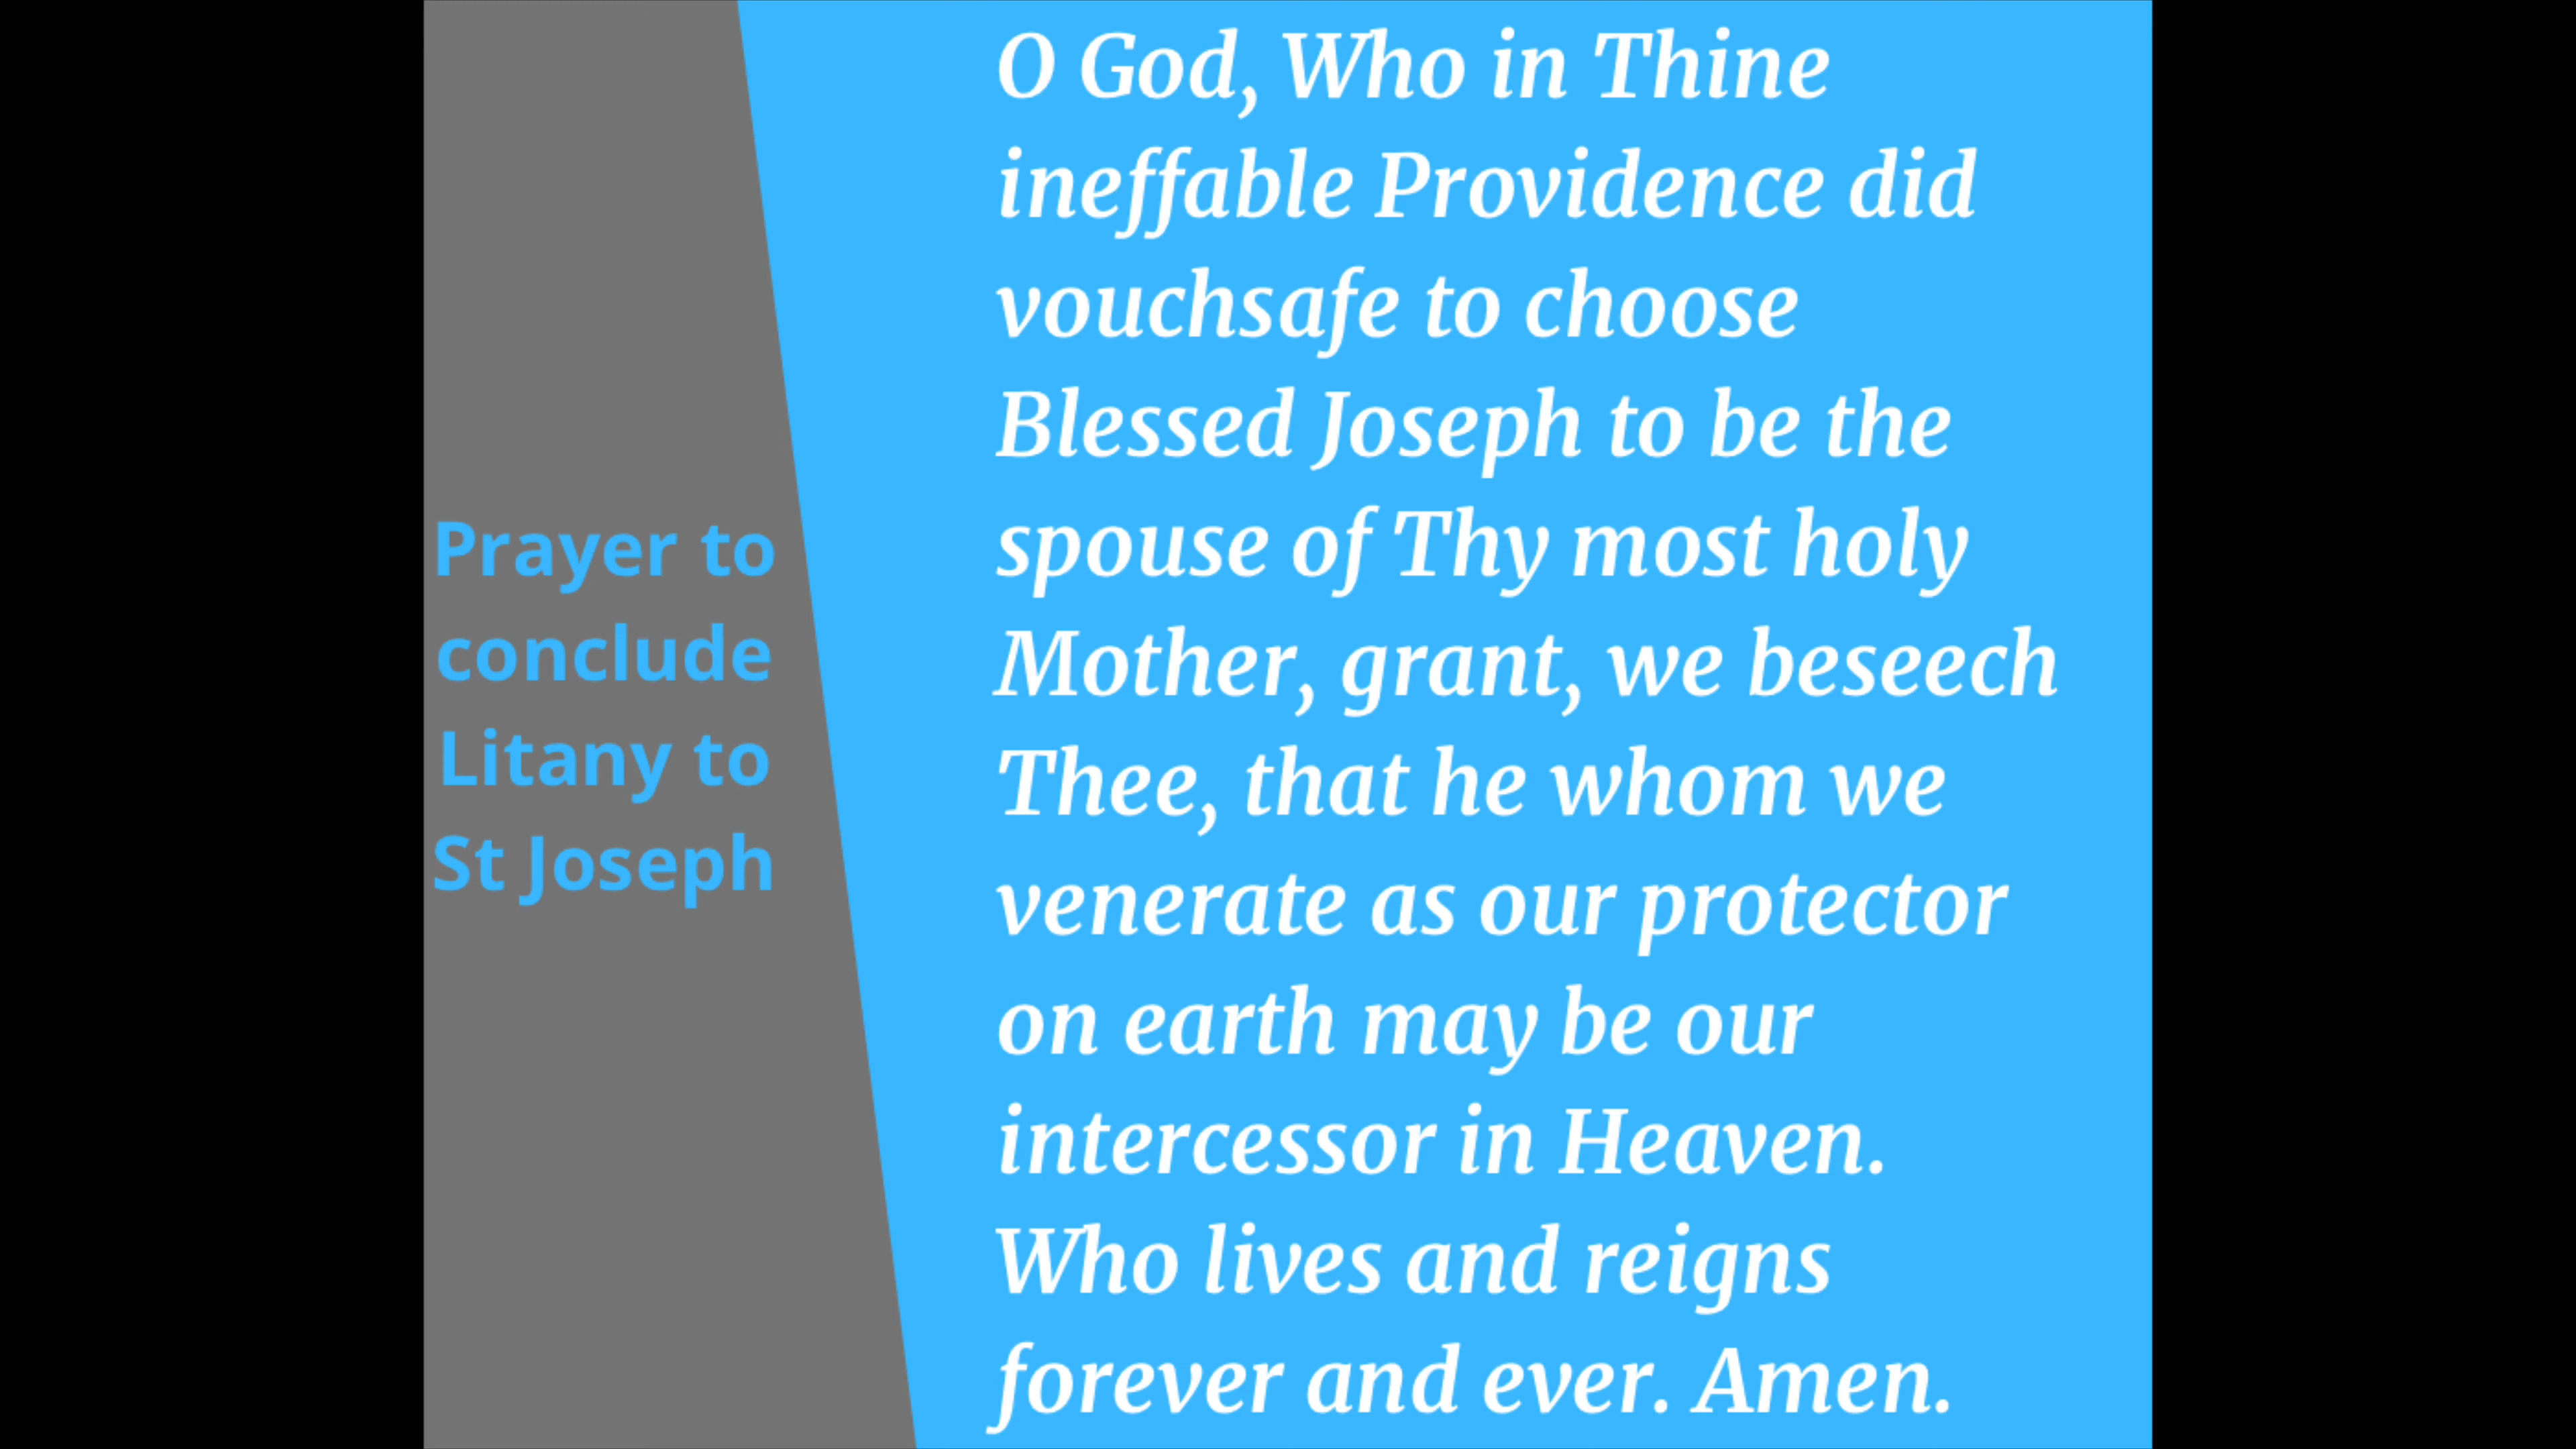 Prayer to
conclude
Litany to
St Joseph
O God, Who in Thine
ineffable Providence did
vouchsafe to choose
Blessed Joseph to be the
spouse of Thy most holy
Mother, grant, we beseech
Thee, that he whom we
venerate as our protector
on earth may be our
intercessor in Heaven.
Who lives and reigns
forever and ever. Amen.